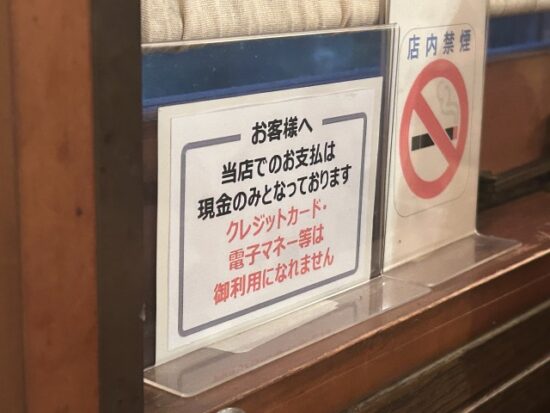 お客様へ
当店でのお支払は
現金のみとなっております
クレジットカード・
電子マネー等は
御利用になれません
店内禁煙